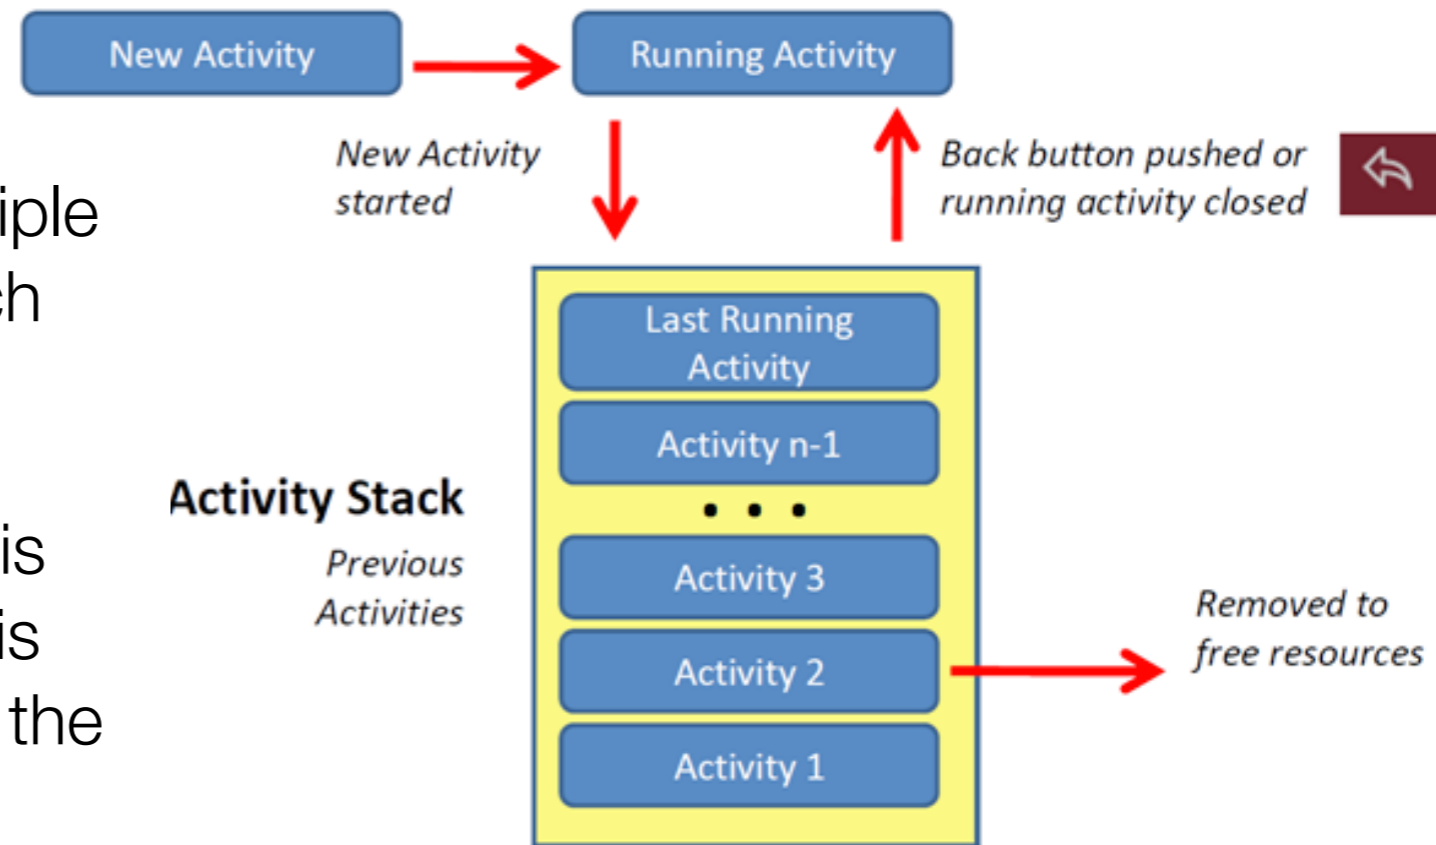 New Activity
Running Activity
New Activity
started
Back button pushed or
running activity closed
ch
Last Running
Activity
Activity n-1
• • •
Activity Stack
Previous
Activities
is
is
the
Activity 3
Activity 2
Activity 1
Removed to
free resources